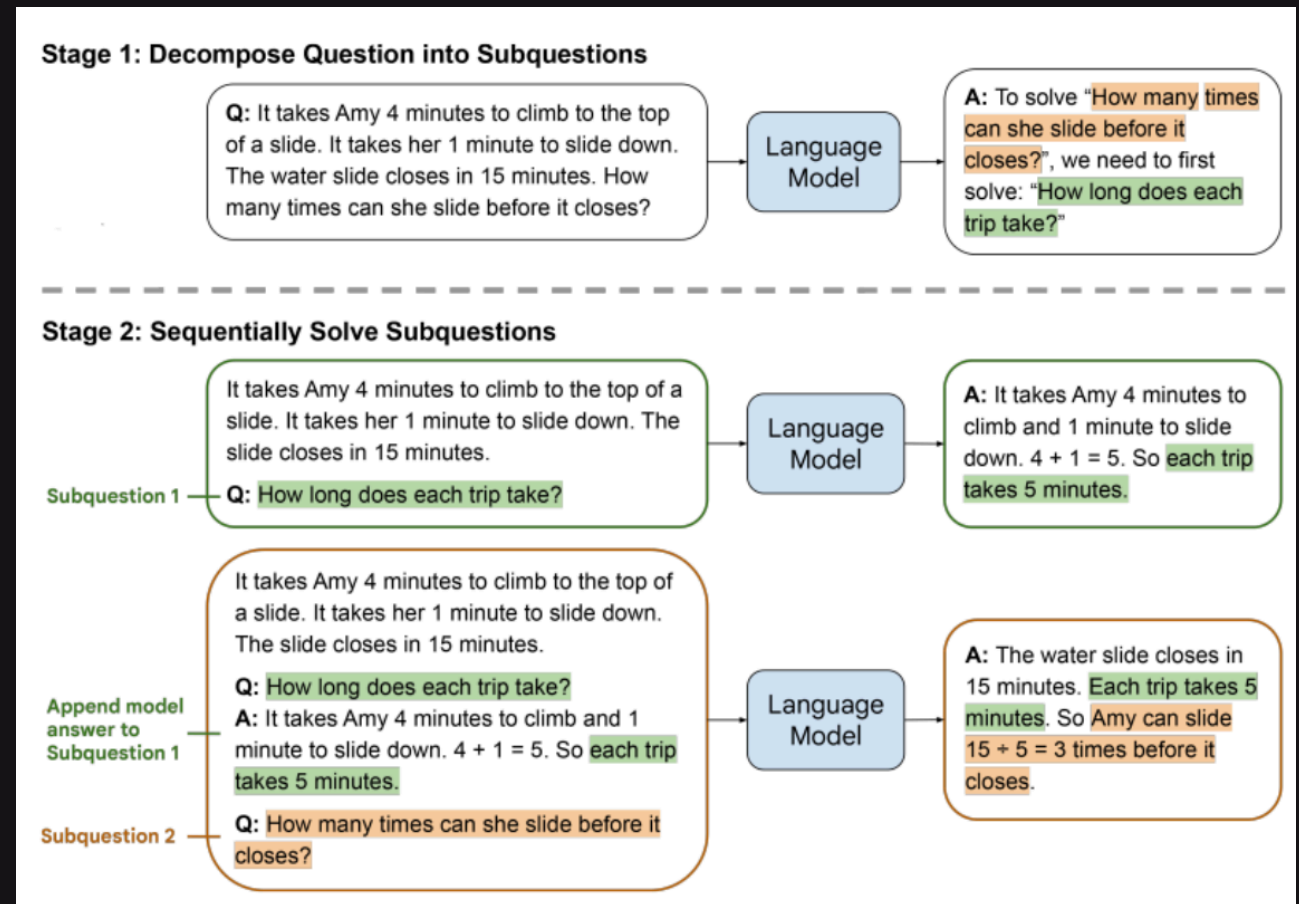 Stage 1: Decompose Question into Subquestions
Q: It takes Amy 4 minutes to climb to the top
of a slide. It takes her 1 minute to slide down.
The water slide closes in 15 minutes. How
many times can she slide before it closes?
Language
Model
A: To solve “How many times
can she slide before it
closes?”, we need to first
solve: “How long does each
trip take?”
Stage 2: Sequentially Solve Subquestions
It takes Amy 4 minutes to climb to the top of a
slide. It takes her 1 minute to slide down. The
slide closes in 15 minutes.
Subquestion 1
Q: How long does each trip take?
Language
Model
A: It takes Amy 4 minutes to
climb and 1 minute to slide
down. 4 + 1 = 5. So each trip
takes 5 minutes.
It takes Amy 4 minutes to climb to the top of
a slide. It takes her 1 minute to slide down.
The slide closes in 15 minutes.
Q: How long does each trip take?
Append model
answer to
Subquestion 1
A: It takes Amy 4 minutes to climb and 1
minute to slide down. 4 + 1 = 5. So each trip
takes 5 minutes.
Subquestion 2
Q: How many times can she slide before it
closes?
Language
Model
A: The water slide closes in
15 minutes. Each trip takes 5
minutes. So Amy can slide
15 ÷ 5 = 3 times before it
closes.